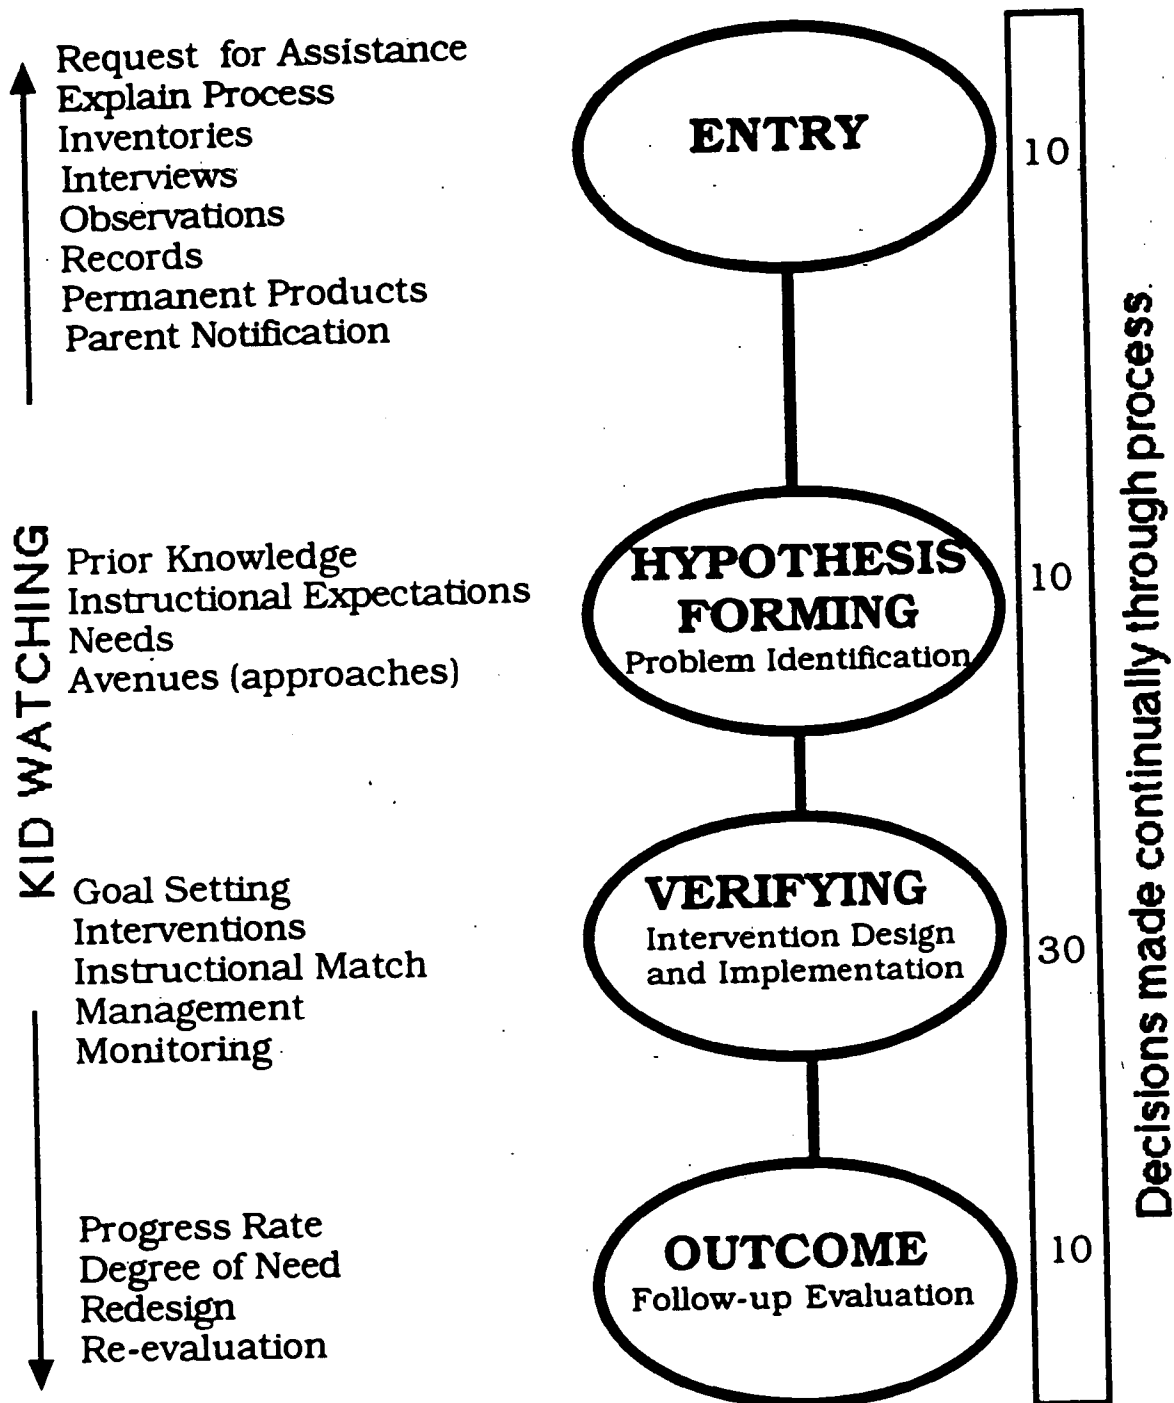 Request for Assistance
Explain Process
Inventories
Interviews
Observations
Records
Permanent Products
Parent Notification
ENTRY
10
KID WATCHING
Prior Knowledge
Instructional Expectations
Needs
Avenues (approaches)
HYPOTHESIS
FORMING
Problem Identification
10
Goal Setting
Interventions
Instructional Match
Management
Monitoring
VERIFYING
Intervention Design
and Implementation
30
Progress Rate
Degree of Need
Redesign
Re-evaluation
OUTCOME
Follow-up Evaluation
10
Decisions made continually through process.